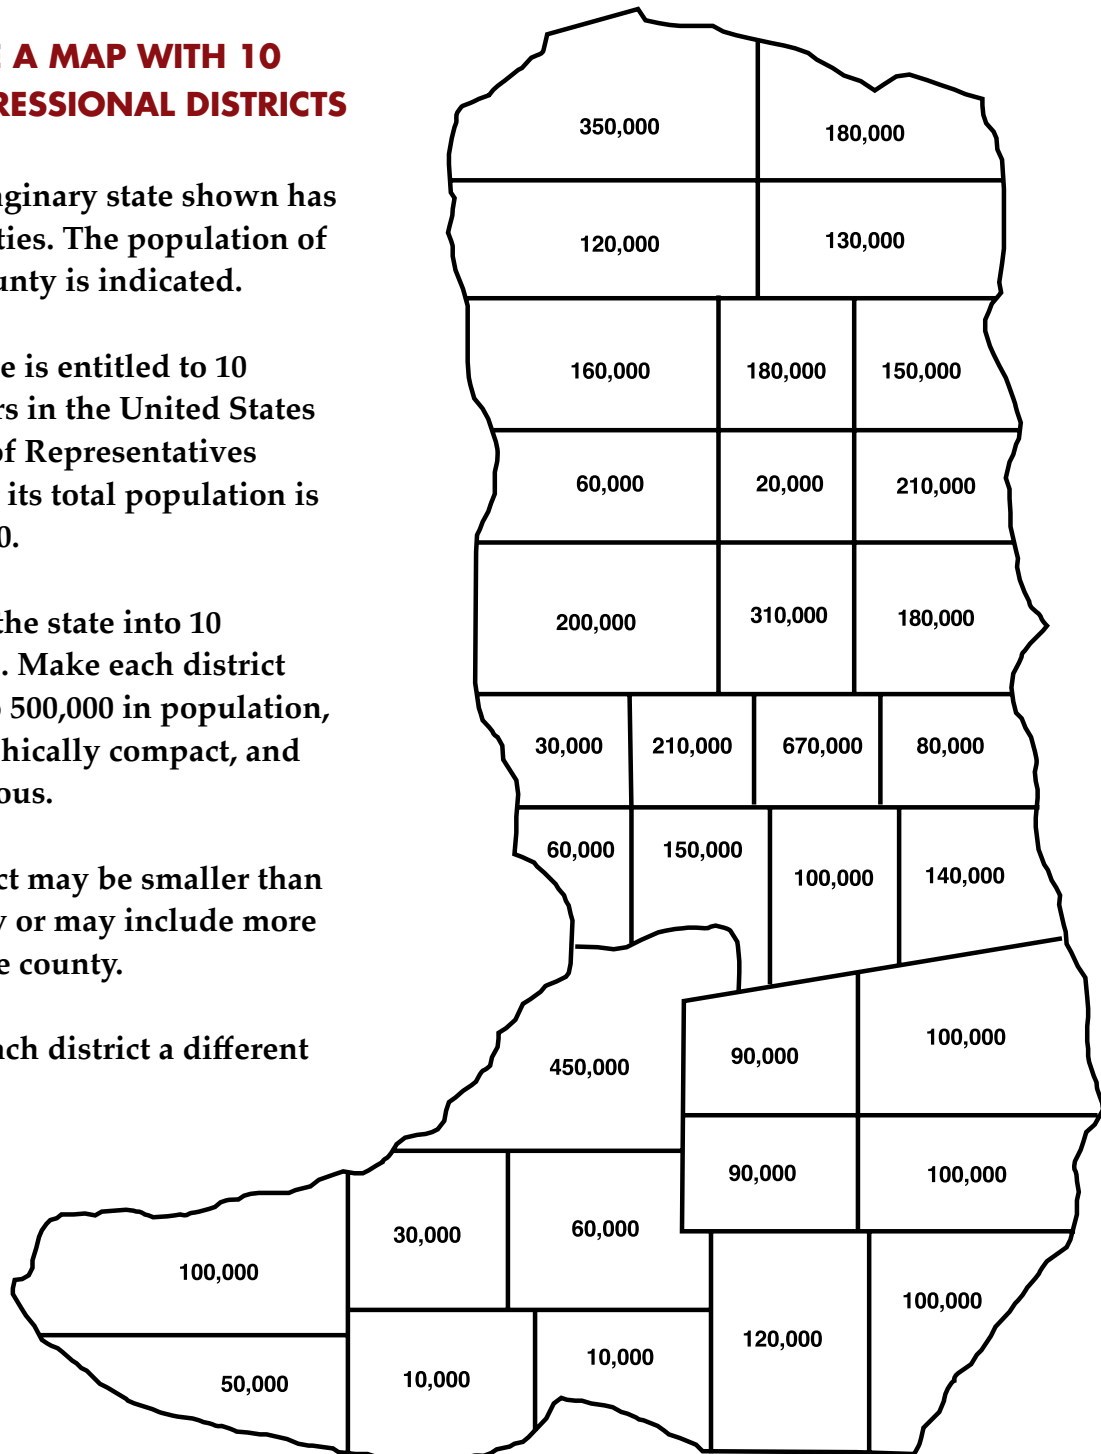 A MAP WITH 10
RESSIONAL DISTRICTS
ginary state shown has
ties. The population of
unty is indicated.
e is entitled to 10
rs in the United States
of Representatives
its total population is
0.
the state into 10
. Make each district
500,000 in population,
hically compact, and
ous.
ct may be smaller than
y or may include more
e county.
ch district a different
350,000
180,000
120,000
130,000
160,000
180,000
150,000
60,000
20,000
210,000
200,000
310,000
180,000
30,000
210,000
670,000
80,000
60,000
150,000
100,000
140,000
450,000
90,000
100,000
90,000
100,000
30,000
60,000
100,000
100,000
120,000
10,000
10,000
50,000